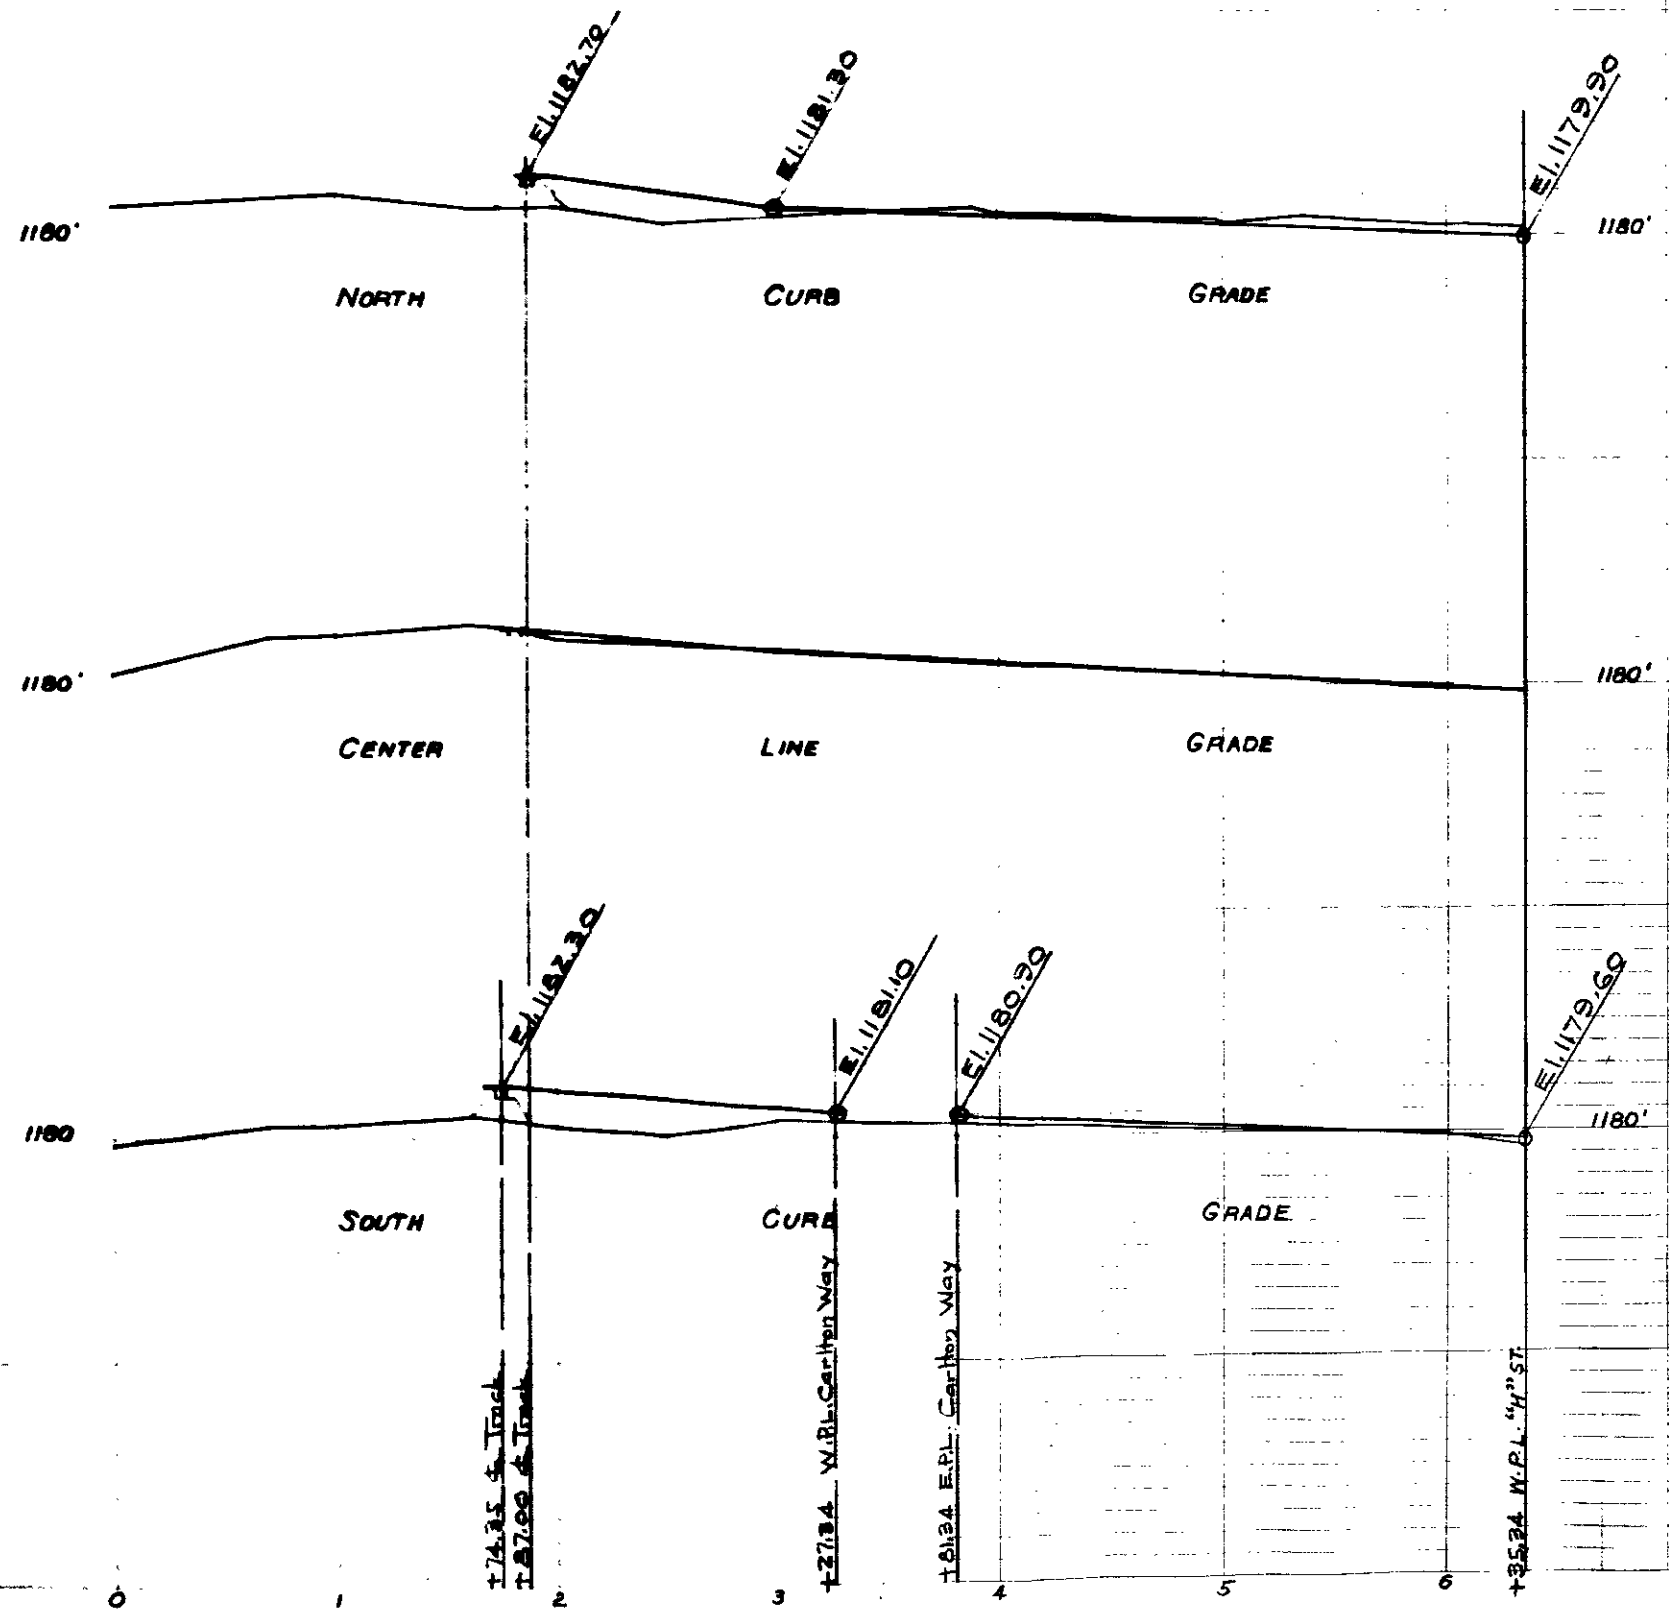 El. 1182.70
El. 1181.30
El. 1179.90
1180'
1180'
NORTH CURB GRADE
1180'
1180'
CENTER LINE GRADE
El. 1182.30
El. 1181.10
El. 1180.90
El. 1179.60
1180
1180'
SOUTH CURB GRADE
+74.35 ℄ Track
+87.00 ℄ Track
+27.34 W.P.L. Carlton Way
+81.34 E.P.L. Carlton Way
+35.34 W.P.L. "H" ST.
0 1 2 3 4 5 6